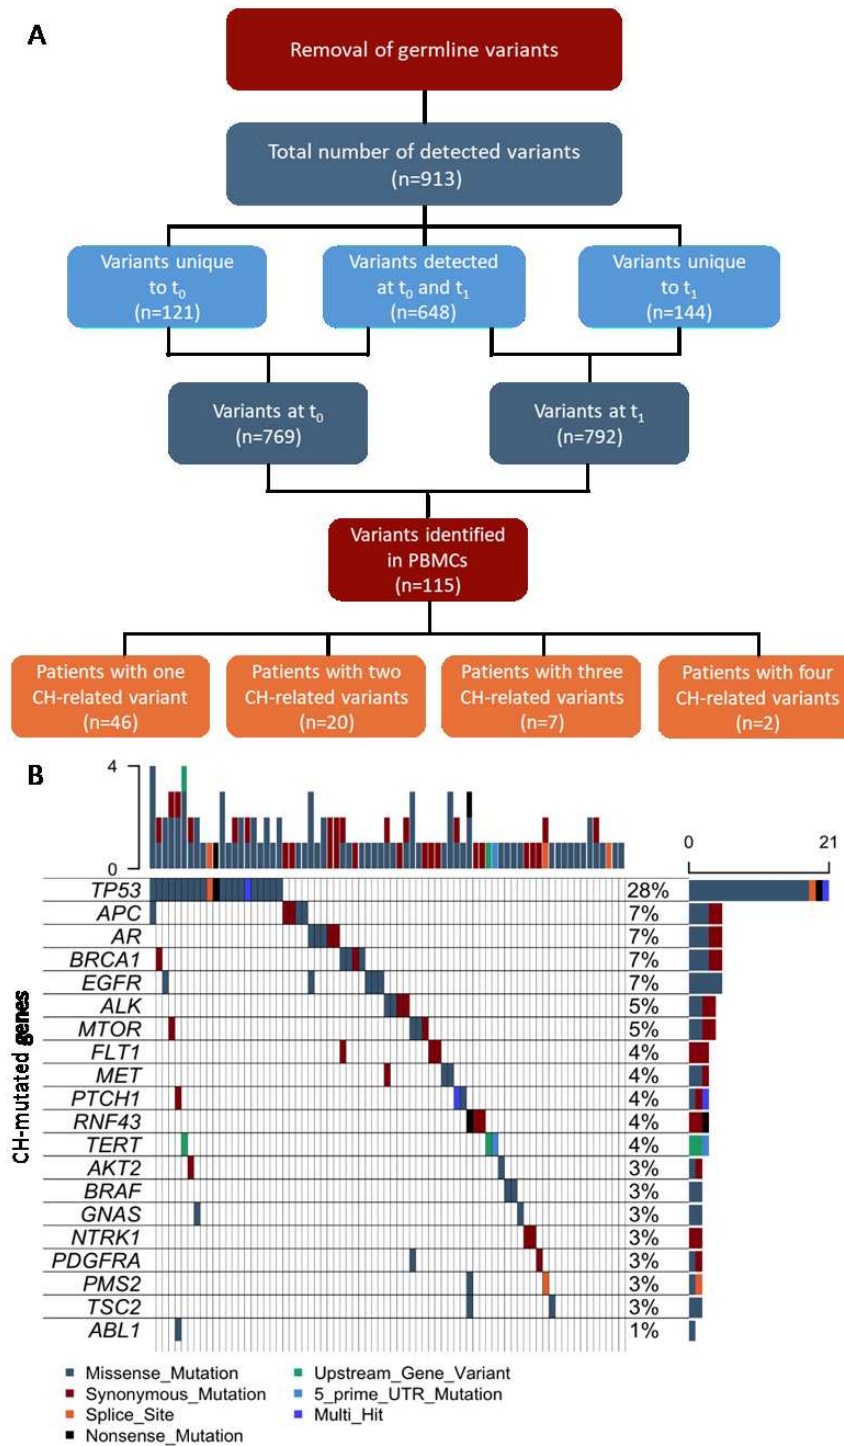 A
Removal of germline variants
Total number of detected variants
(n=913)
Variants unique
to t0
(n=121)
Variants detected
at t0 and t1
(n=648)
Variants unique
to t1
(n=144)
Variants at t0
(n=769)
Variants at t1
(n=792)
Variants identified
in PBMCs
(n=115)
Patients with one
CH-related variant
(n=46)
Patients with two
CH-related variants
(n=20)
Patients with three
CH-related variants
(n=7)
Patients with four
CH-related variants
(n=2)
B
4
0
0 21
CH-mutated genes
TP53 28%
APC 7%
AR 7%
BRCA1 7%
EGFR 7%
ALK 5%
MTOR 5%
FLT1 4%
MET 4%
PTCH1 4%
RNF43 4%
TERT 4%
AKT2 3%
BRAF 3%
GNAS 3%
NTRK1 3%
PDGFRA 3%
PMS2 3%
TSC2 3%
ABL1 1%
Missense_Mutation
Synonymous_Mutation
Splice_Site
Nonsense_Mutation
Upstream_Gene_Variant
5_prime_UTR_Mutation
Multi_Hit